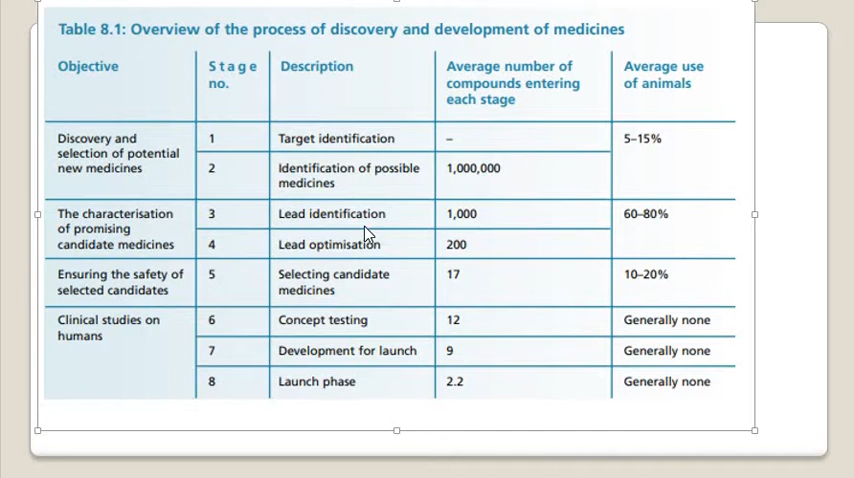 Table 8.1: Overview of the process of discovery and development of medicines
Objective Stage no. Description Average number of compounds entering each stage Average use of animals
Discovery and selection of potential new medicines 1 Target identification – 5–15%
2 Identification of possible medicines 1,000,000
The characterisation of promising candidate medicines 3 Lead identification 1,000 60–80%
4 Lead optimisation 200
Ensuring the safety of selected candidates 5 Selecting candidate medicines 17 10–20%
Clinical studies on humans 6 Concept testing 12 Generally none
7 Development for launch 9 Generally none
8 Launch phase 2.2 Generally none